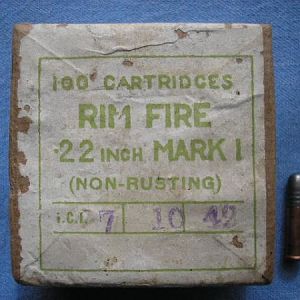 100 CARTRIDGES
RIM FIRE
.22 INCH MARK I
(NON-RUSTING)
I.C.I. 7 10 42